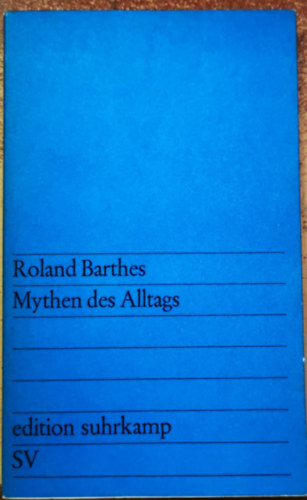 Roland Barthes
Mythen des Alltags
edition suhrkamp
SV